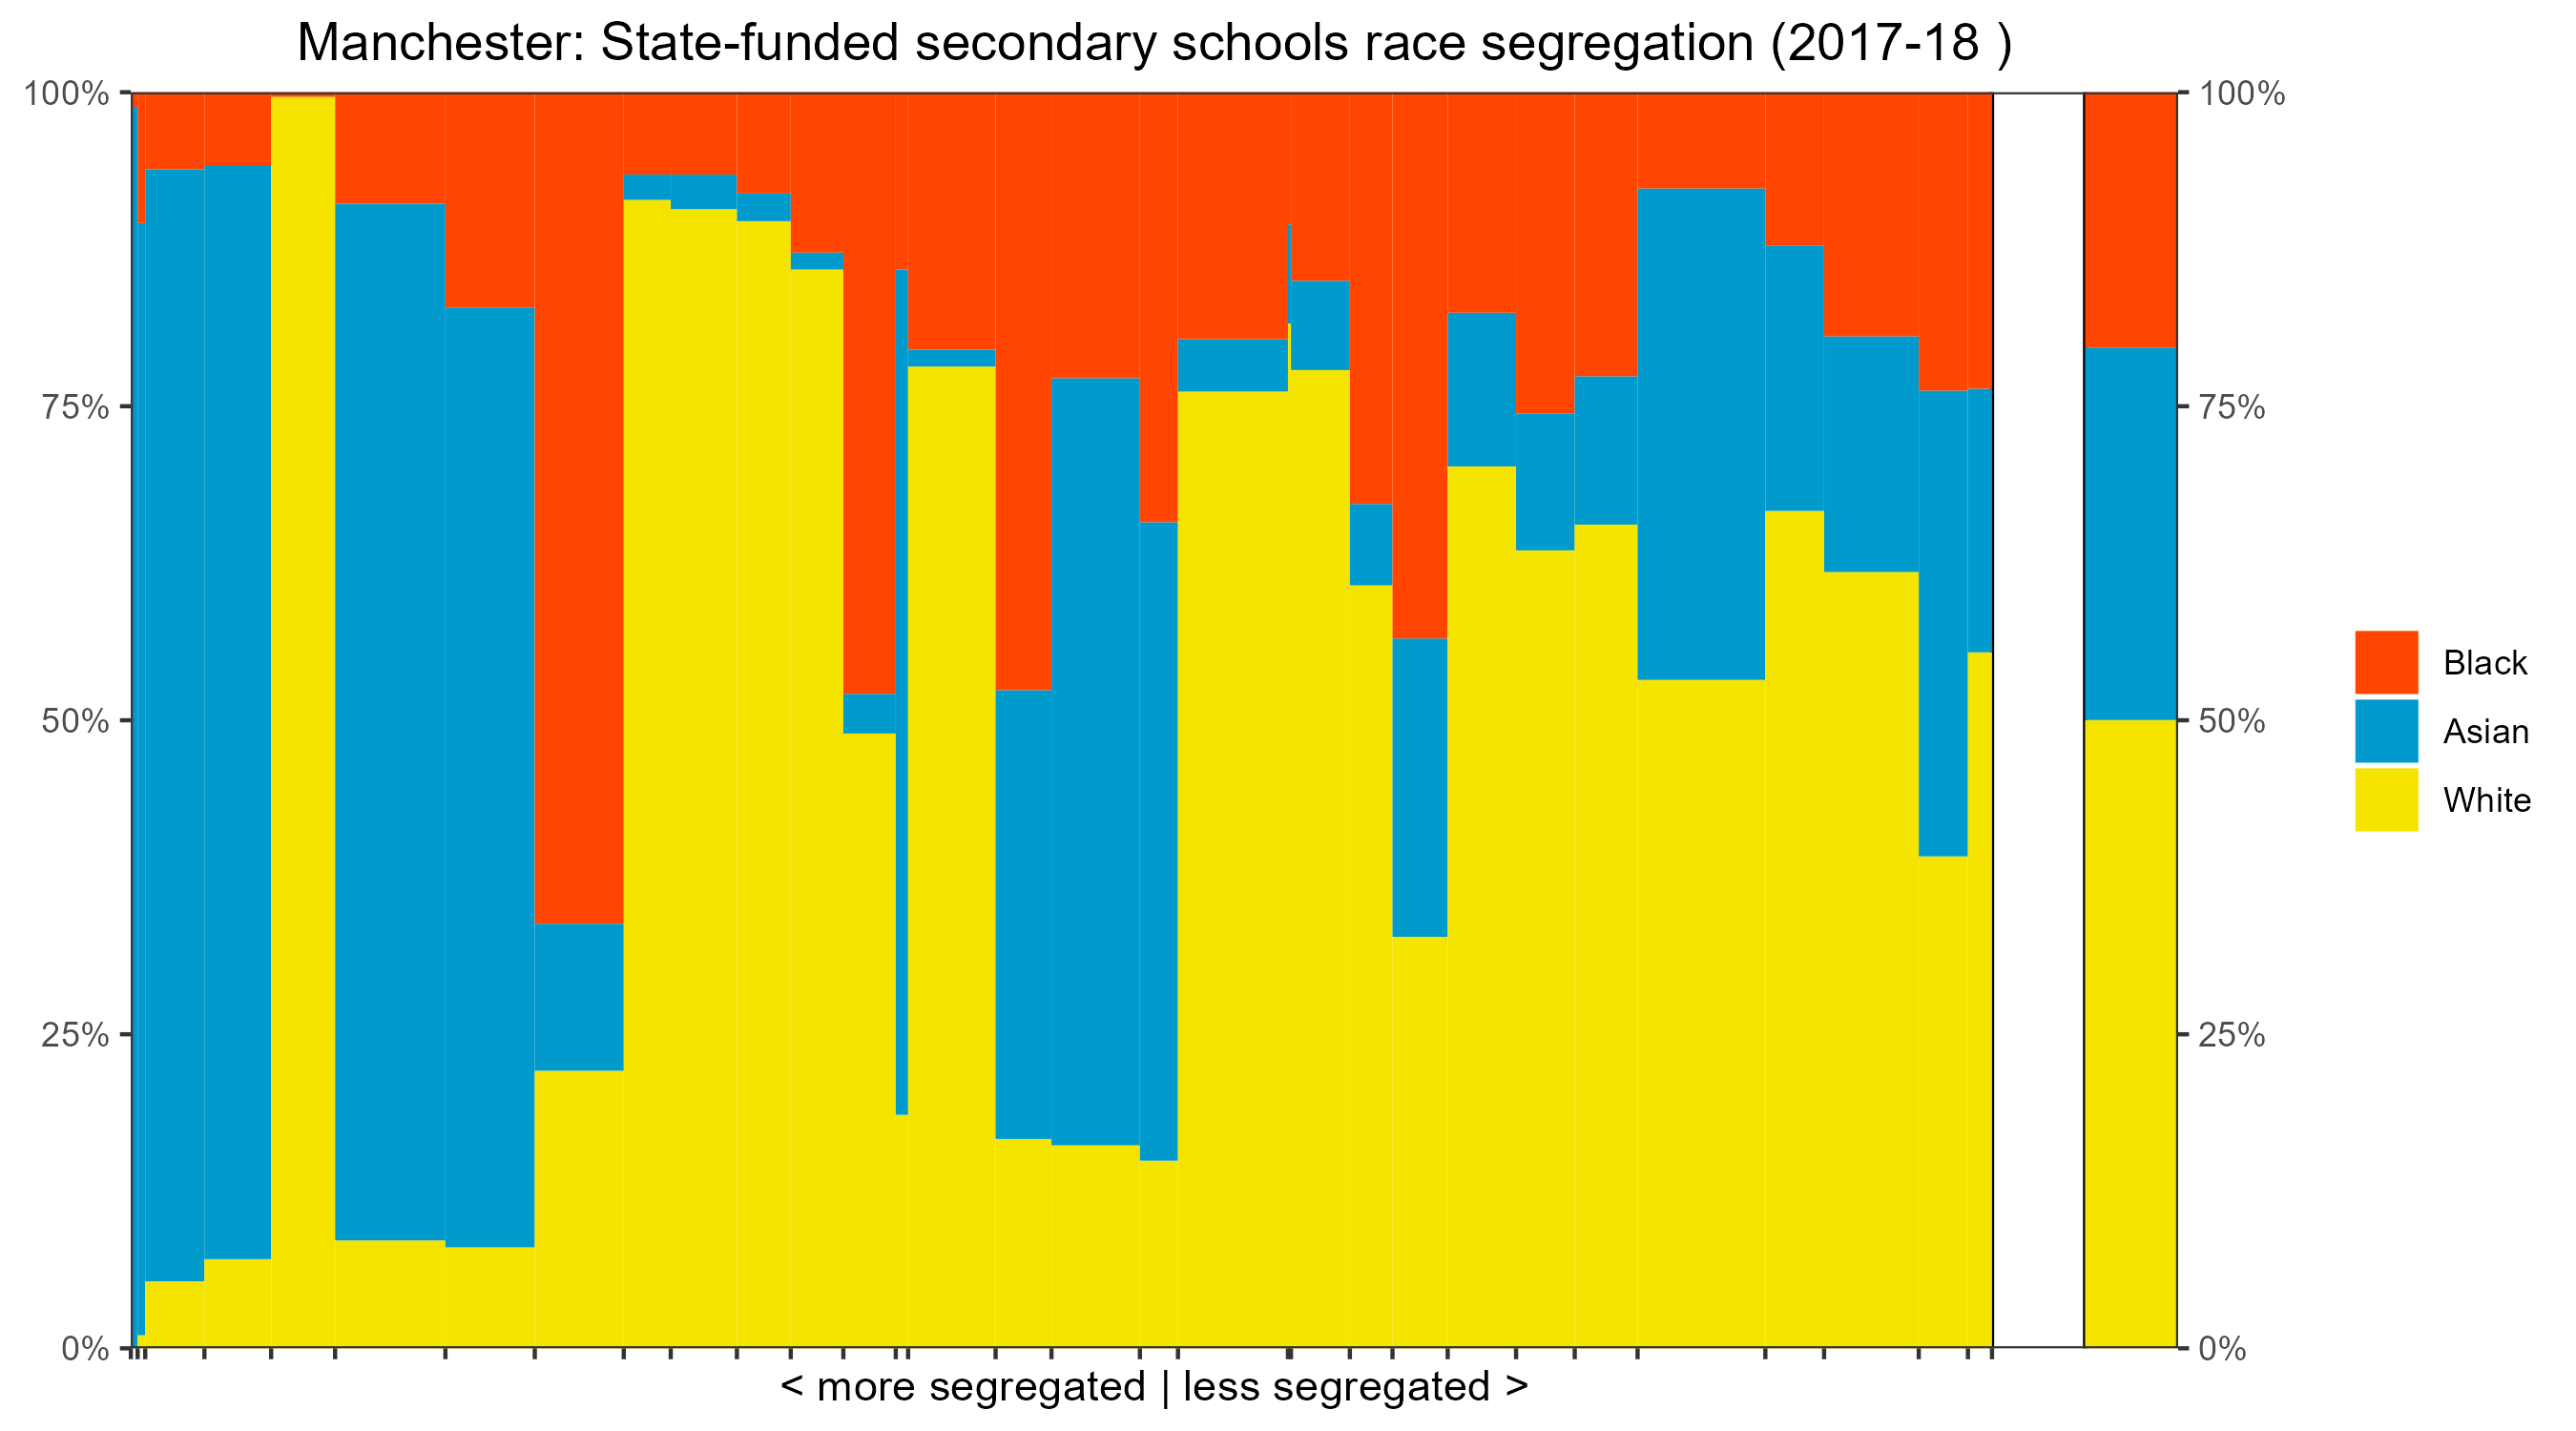 Manchester: State-funded secondary schools race segregation (2017-18 )
100%
75%
50%
25%
0%
100%
75%
50%
25%
0%
Black
Asian
White
< more segregated | less segregated >